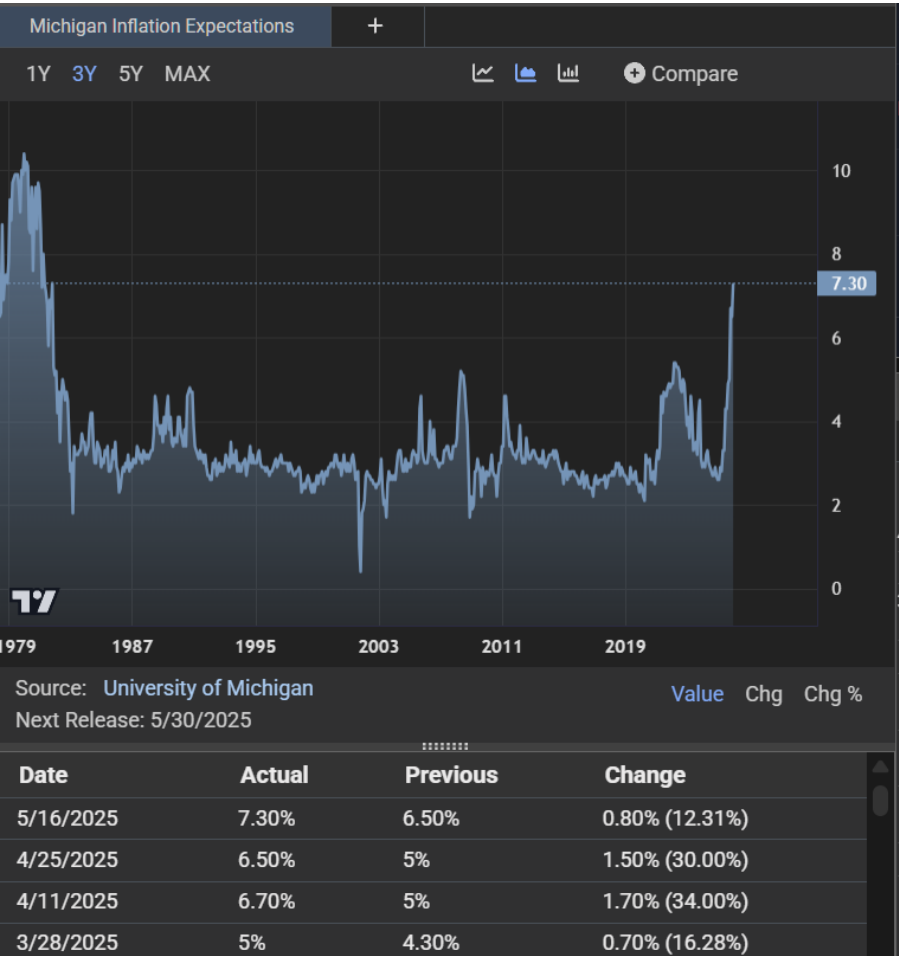 Michigan Inflation Expectations +
1Y 3Y 5Y MAX Compare
10
8
7.30
6
4
2
0
1979 1987 1995 2003 2011 2019
Source: University of Michigan
Value Chg Chg %
Next Release: 5/30/2025
Date Actual Previous Change
5/16/2025 7.30% 6.50% 0.80% (12.31%)
4/25/2025 6.50% 5% 1.50% (30.00%)
4/11/2025 6.70% 5% 1.70% (34.00%)
3/28/2025 5% 4.30% 0.70% (16.28%)